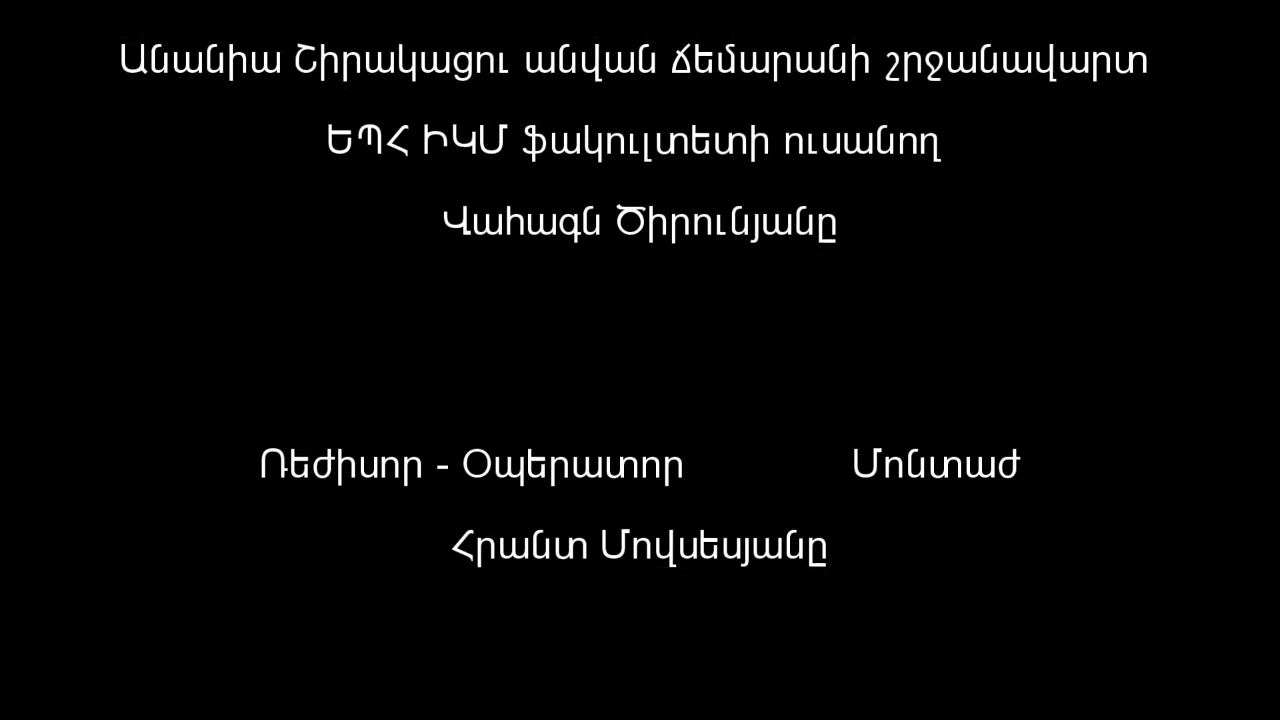 Անանիա Շիրակացու անվան ճեմարանի շրջանավարտ
ԵՊՀ ԻԿՄ ֆակուլտետի ուսանող
Վահագն Ծիրունյանը
Ռեժիսոր - Օպերատոր Մոնտաժ
Հրանտ Մովսեսյանը